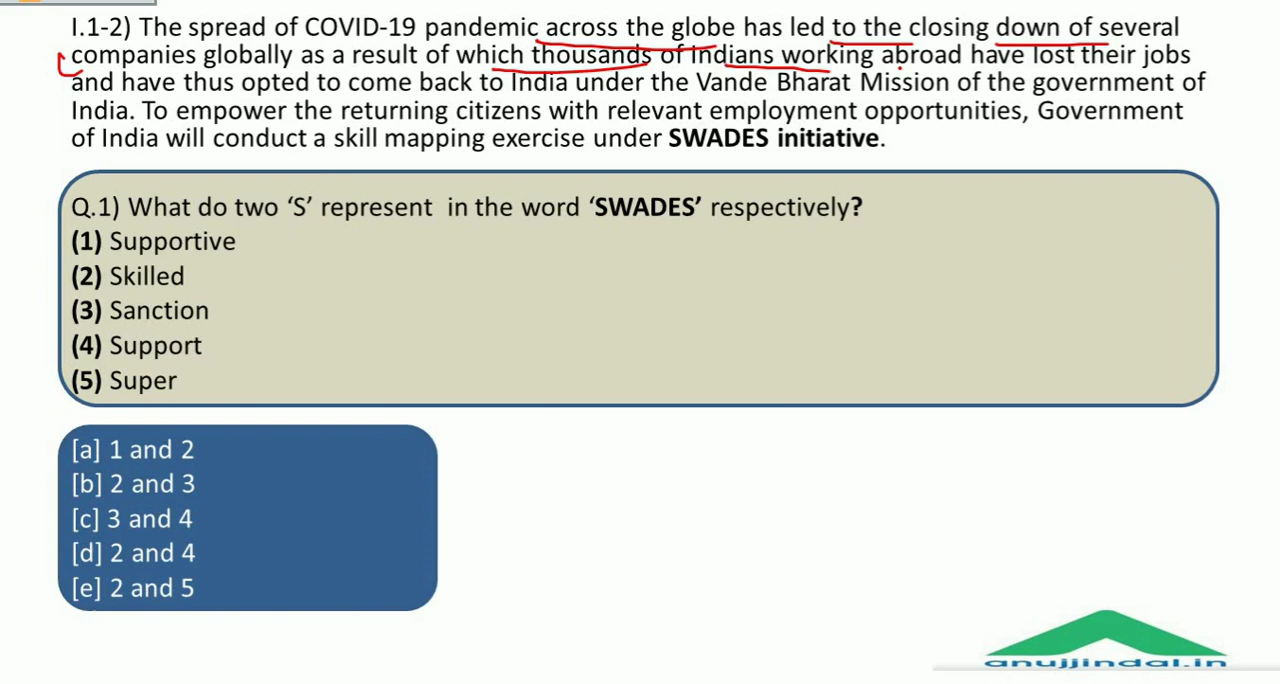 I.1-2) The spread of COVID-19 pandemic across the globe has led to the closing down of several
companies globally as a result of which thousands of Indians working abroad have lost their jobs
and have thus opted to come back to India under the Vande Bharat Mission of the government of
India. To empower the returning citizens with relevant employment opportunities, Government
of India will conduct a skill mapping exercise under SWADES initiative.
Q.1) What do two ‘S’ represent in the word ‘SWADES’ respectively?
(1) Supportive
(2) Skilled
(3) Sanction
(4) Support
(5) Super
[a] 1 and 2
[b] 2 and 3
[c] 3 and 4
[d] 2 and 4
[e] 2 and 5
anujjindal.in